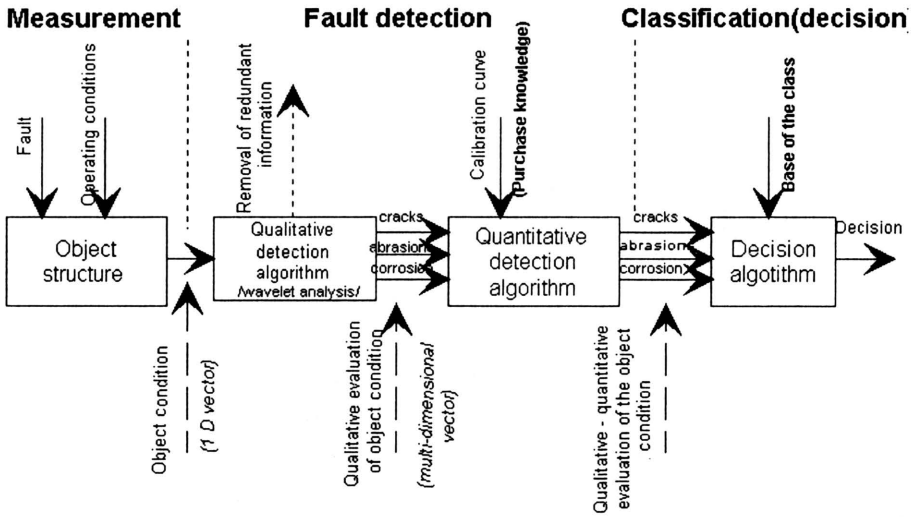 Measurement
Fault detection
Classification(decision)
Fault
Operating conditions
Removal of redundant
information
Calibration curve
(Purchase knowledge)
Base of the class
Object
structure
Qualitative
detection
algorithm
/wavelet analysis/
cracks
abrasions
corrosion
Quantitative
detection
algorithm
cracks
abrasions
corrosion
Decision
algotithm
Decision
Object condition
(1 D vector)
Qualitative evaluation
of object condition
(multi-dimensional
vector)
Qualitative - quantitative
evaluation of the object
condition